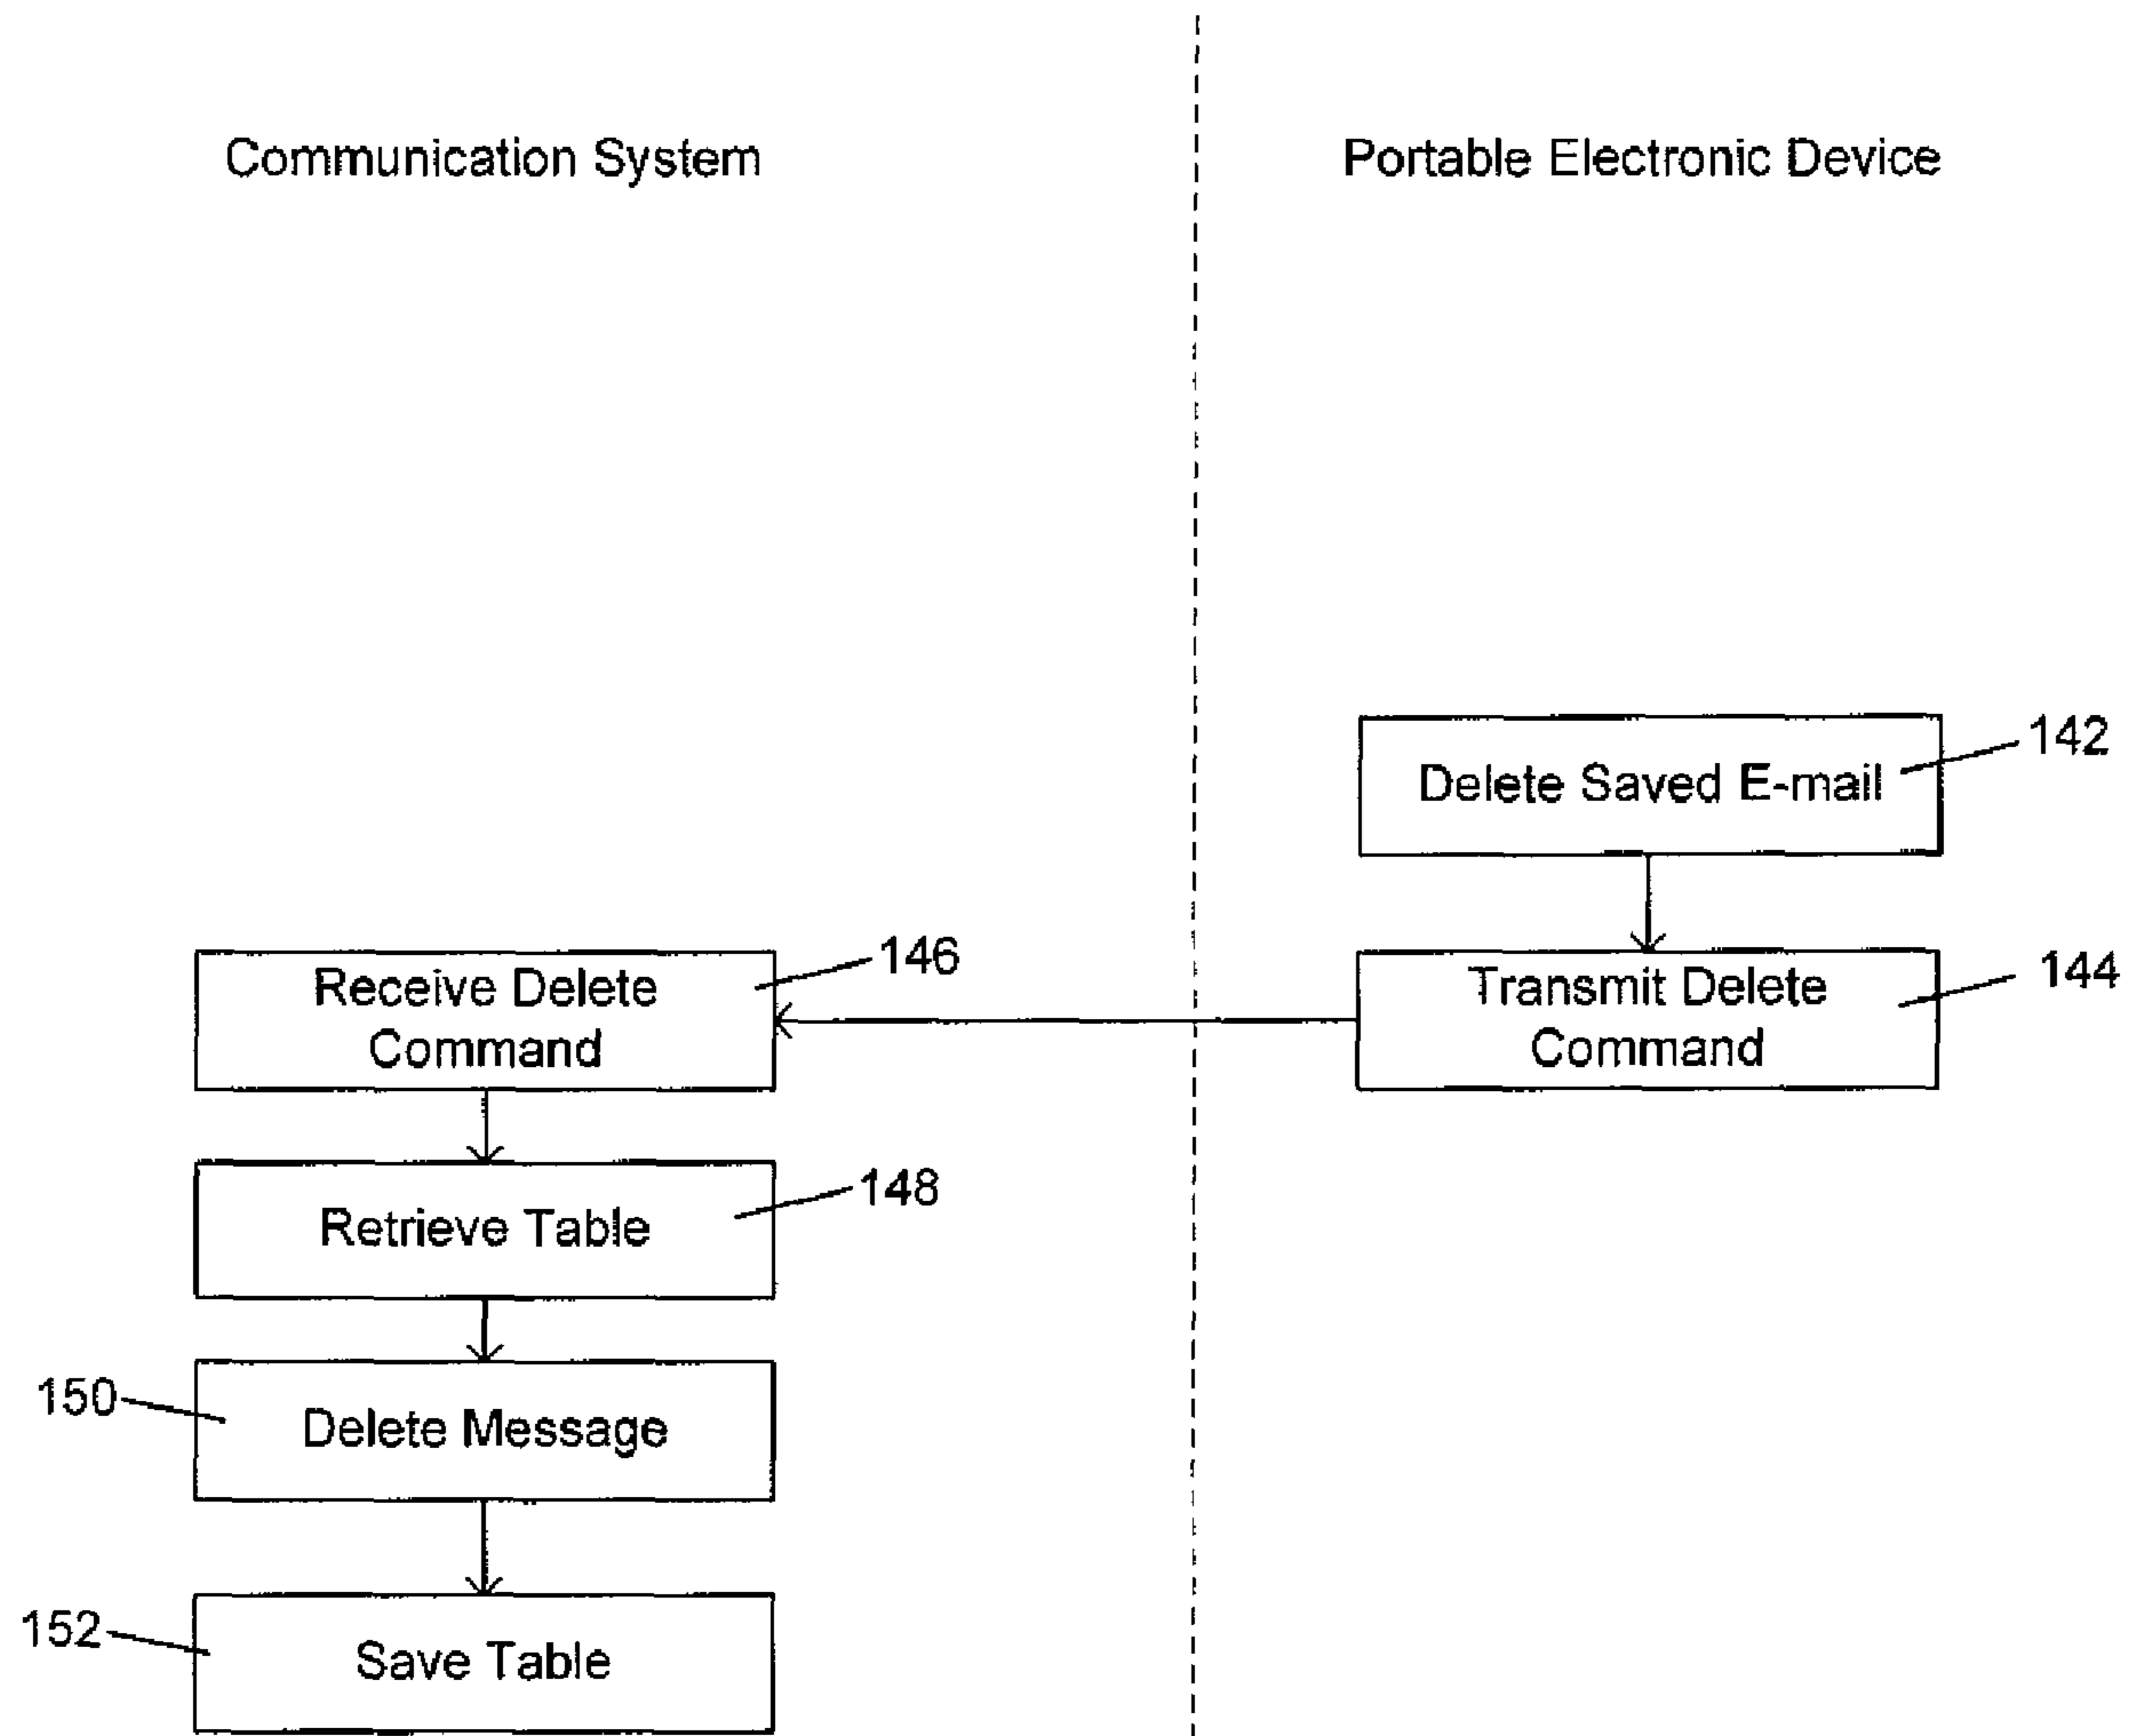 Communication System
Portable Electronic Device
Delete Saved E-mail
142
Transmit Delete
Command
144
Receive Delete
Command
146
Retrieve Table
148
Delete Message
150
Save Table
152